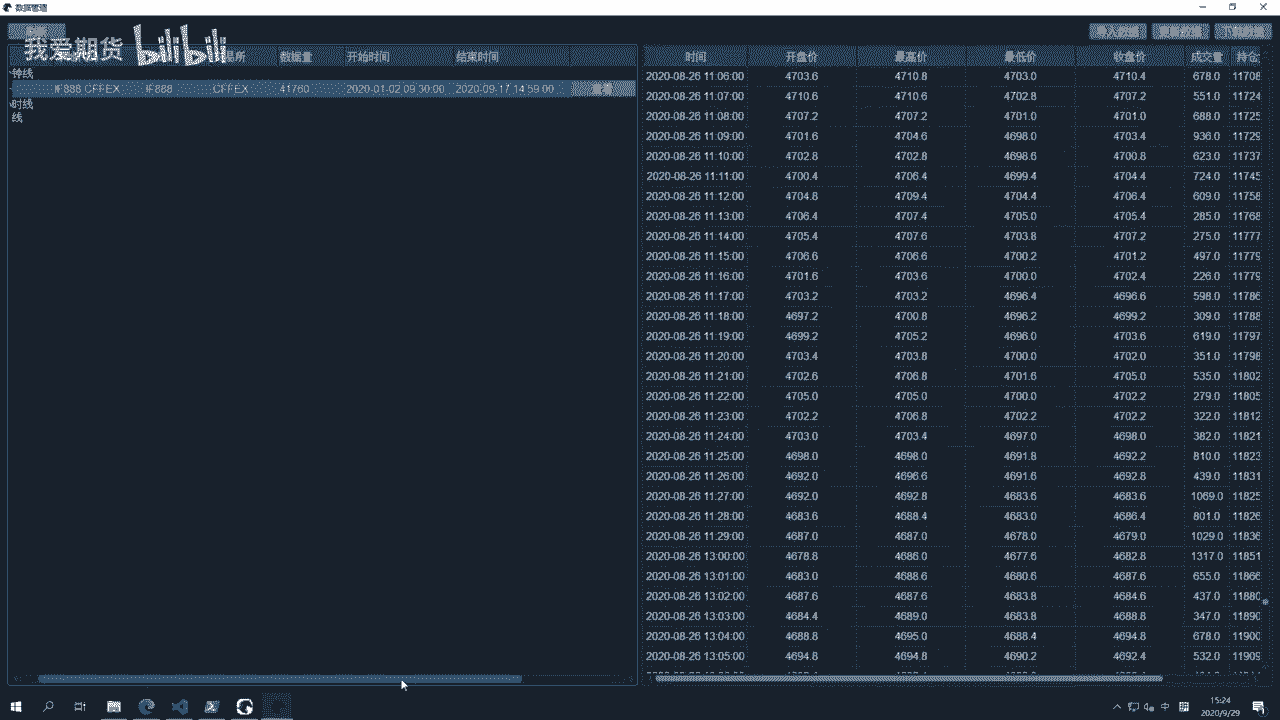 数据管理
我爱期货 bilibili
易所 数据量 开始时间 结束时间
钟线
IF888 CFFEX IF888 CFFEX 41760 2020-01-02 09:30:00 2020-09-17 14:59:00 查看
时线
线
导入数据 更新数据 下载数据
时间 开盘价 最高价 最低价 收盘价 成交量 持仓
2020-08-26 11:06:00 4703.6 4710.8 4703.0 4710.4 678.0 11708
2020-08-26 11:07:00 4710.6 4710.6 4702.8 4707.2 551.0 11724
2020-08-26 11:08:00 4707.2 4707.2 4701.0 4701.0 688.0 11725
2020-08-26 11:09:00 4701.6 4704.6 4698.0 4703.4 936.0 11729
2020-08-26 11:10:00 4702.8 4702.8 4698.6 4700.8 623.0 11737
2020-08-26 11:11:00 4700.4 4706.4 4699.4 4704.4 724.0 11745
2020-08-26 11:12:00 4704.8 4709.4 4704.4 4706.4 609.0 11758
2020-08-26 11:13:00 4706.4 4707.4 4705.0 4705.4 285.0 11768
2020-08-26 11:14:00 4705.4 4707.6 4703.8 4707.2 275.0 11777
2020-08-26 11:15:00 4706.6 4706.6 4700.2 4701.2 497.0 11779
2020-08-26 11:16:00 4701.6 4703.6 4700.0 4702.4 226.0 11779
2020-08-26 11:17:00 4703.2 4703.2 4696.4 4696.6 598.0 11786
2020-08-26 11:18:00 4697.2 4700.8 4696.2 4699.2 309.0 11788
2020-08-26 11:19:00 4699.2 4705.2 4696.0 4703.6 619.0 11797
2020-08-26 11:20:00 4703.4 4703.8 4700.0 4702.0 351.0 11798
2020-08-26 11:21:00 4702.6 4706.8 4701.6 4705.0 535.0 11802
2020-08-26 11:22:00 4705.0 4705.0 4700.0 4702.2 279.0 11805
2020-08-26 11:23:00 4702.2 4706.8 4702.2 4702.2 322.0 11812
2020-08-26 11:24:00 4703.0 4703.4 4697.0 4698.0 382.0 11821
2020-08-26 11:25:00 4698.0 4698.0 4691.8 4692.2 810.0 11823
2020-08-26 11:26:00 4692.0 4696.6 4691.6 4692.8 439.0 11831
2020-08-26 11:27:00 4692.0 4692.8 4683.6 4683.6 1069.0 11825
2020-08-26 11:28:00 4683.6 4688.4 4683.0 4686.4 801.0 11826
2020-08-26 11:29:00 4687.0 4687.0 4678.0 4679.0 1029.0 11836
2020-08-26 13:00:00 4678.8 4686.0 4677.6 4682.8 1317.0 11851
2020-08-26 13:01:00 4683.0 4688.6 4680.6 4687.6 655.0 11866
2020-08-26 13:02:00 4687.6 4687.6 4683.8 4684.6 437.0 11880
2020-08-26 13:03:00 4684.4 4689.0 4683.8 4688.8 347.0 11890
2020-08-26 13:04:00 4688.8 4695.0 4688.4 4694.8 678.0 11900
2020-08-26 13:05:00 4694.8 4694.8 4690.2 4692.4 532.0 11909
中 拼 15:24
2020/9/29